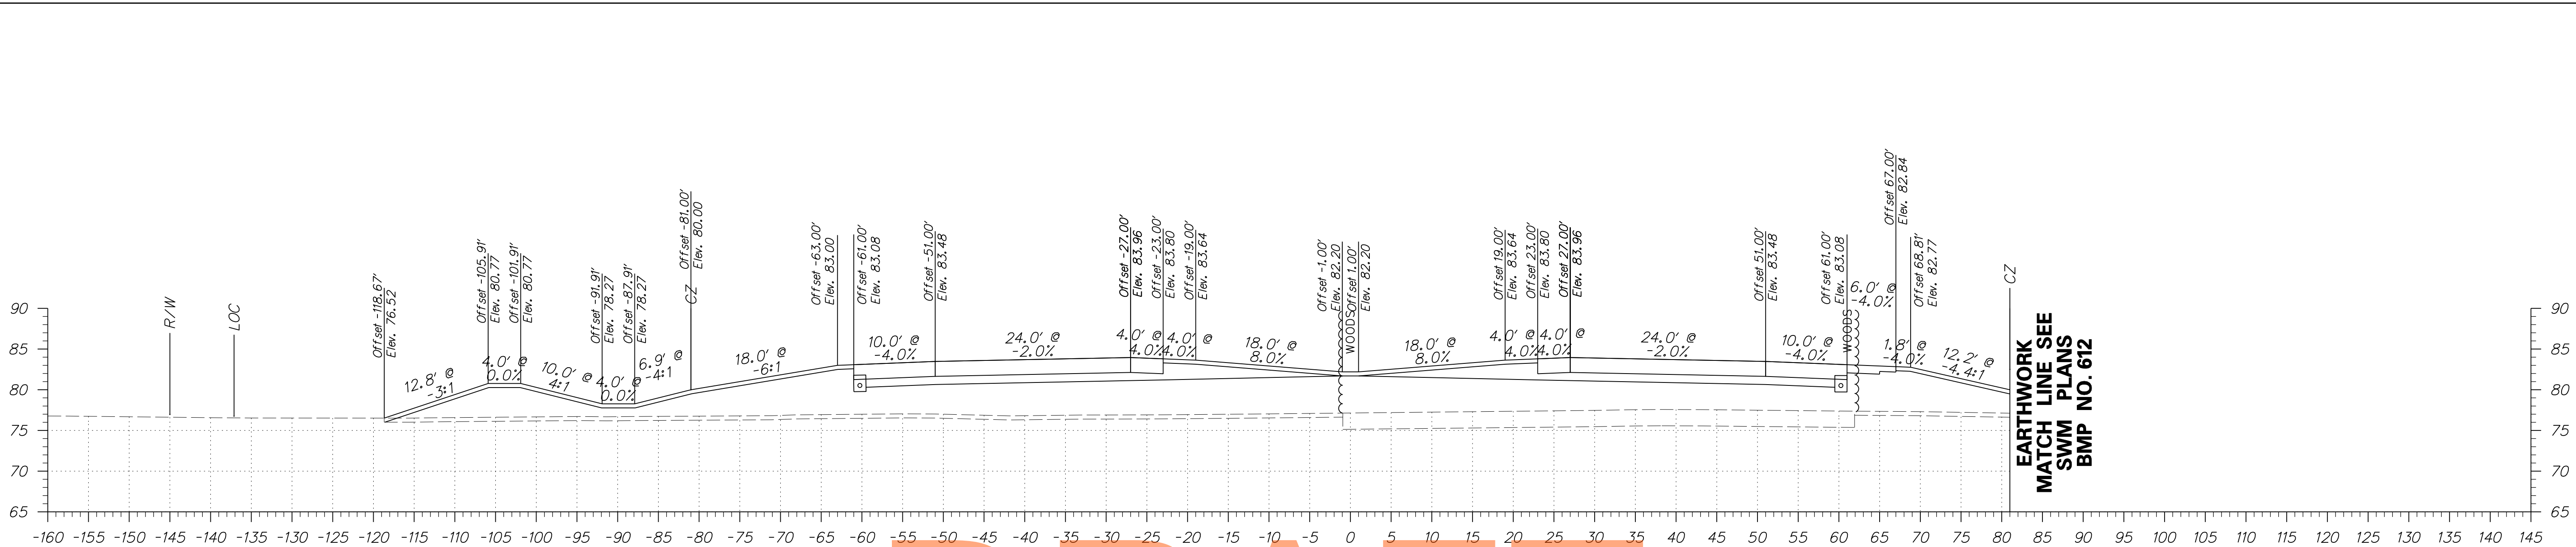 R/W
LOC
Offset -118.67'
Elev. 76.52
12.8' @
-3:1
Offset -105.91'
Elev. 80.77
4.0' @
0.0%
Offset -101.91'
Elev. 80.77
10.0' @
4:1
Offset -91.91'
Elev. 78.27
4.0' @
0.0%
Offset -87.91'
Elev. 78.27
6.9' @
-4:1
Offset -81.00'
Elev. 80.00
CZ
18.0' @
-6:1
Offset -63.00'
Elev. 83.00
Offset -61.00'
Elev. 83.08
10.0' @
-4.0%
Offset -51.00'
Elev. 83.48
24.0' @
-2.0%
Offset -27.00'
Elev. 83.96
4.0' @
4.0%
Offset -23.00'
Elev. 83.80
4.0' @
4.0%
Offset -19.00'
Elev. 83.64
18.0' @
8.0%
Offset -1.00'
Elev. 82.20
WOODS
Offset 1.00'
Elev. 82.20
18.0' @
8.0%
Offset 19.00'
Elev. 83.64
4.0' @
4.0%
Offset 23.00'
Elev. 83.80
4.0' @
4.0%
Offset 27.00'
Elev. 83.96
24.0' @
-2.0%
Offset 51.00'
Elev. 83.48
10.0' @
-4.0%
Offset 61.00'
Elev. 83.08
WOODS
6.0' @
-4.0%
Offset 67.00'
Elev. 82.84
1.8' @
-4.0%
Offset 68.81'
Elev. 82.77
12.2' @
-4.4:1
CZ
EARTHWORK
MATCH LINE SEE
SWM PLANS
BMP NO. 612
90
85
80
75
70
65
90
85
80
75
70
65
-160 -155 -150 -145 -140 -135 -130 -125 -120 -115 -110 -105 -100 -95 -90 -85 -80 -75 -70 -65 -60 -55 -50 -45 -40 -35 -30 -25 -20 -15 -10 -5 0 5 10 15 20 25 30 35 40 45 50 55 60 65 70 75 80 85 90 95 100 105 110 115 120 125 130 135 140 145